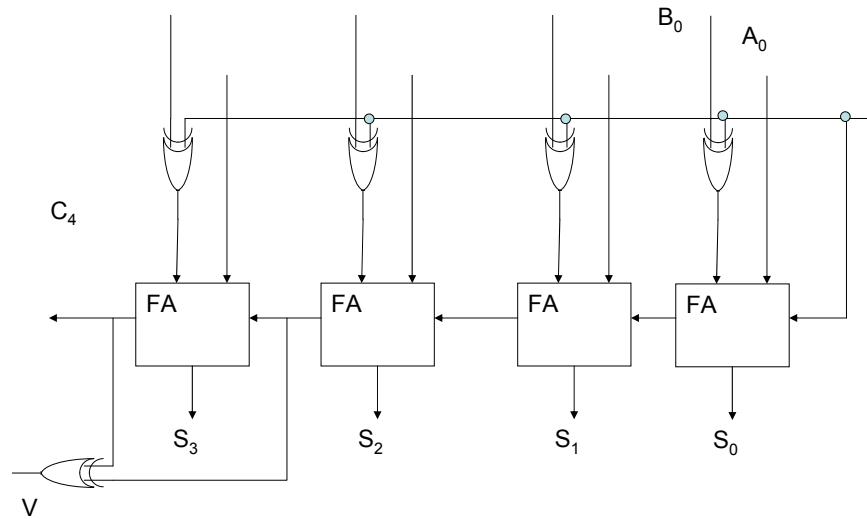 B₀
A₀
C₄
FA FA FA FA
S₃ S₂ S₁ S₀
V